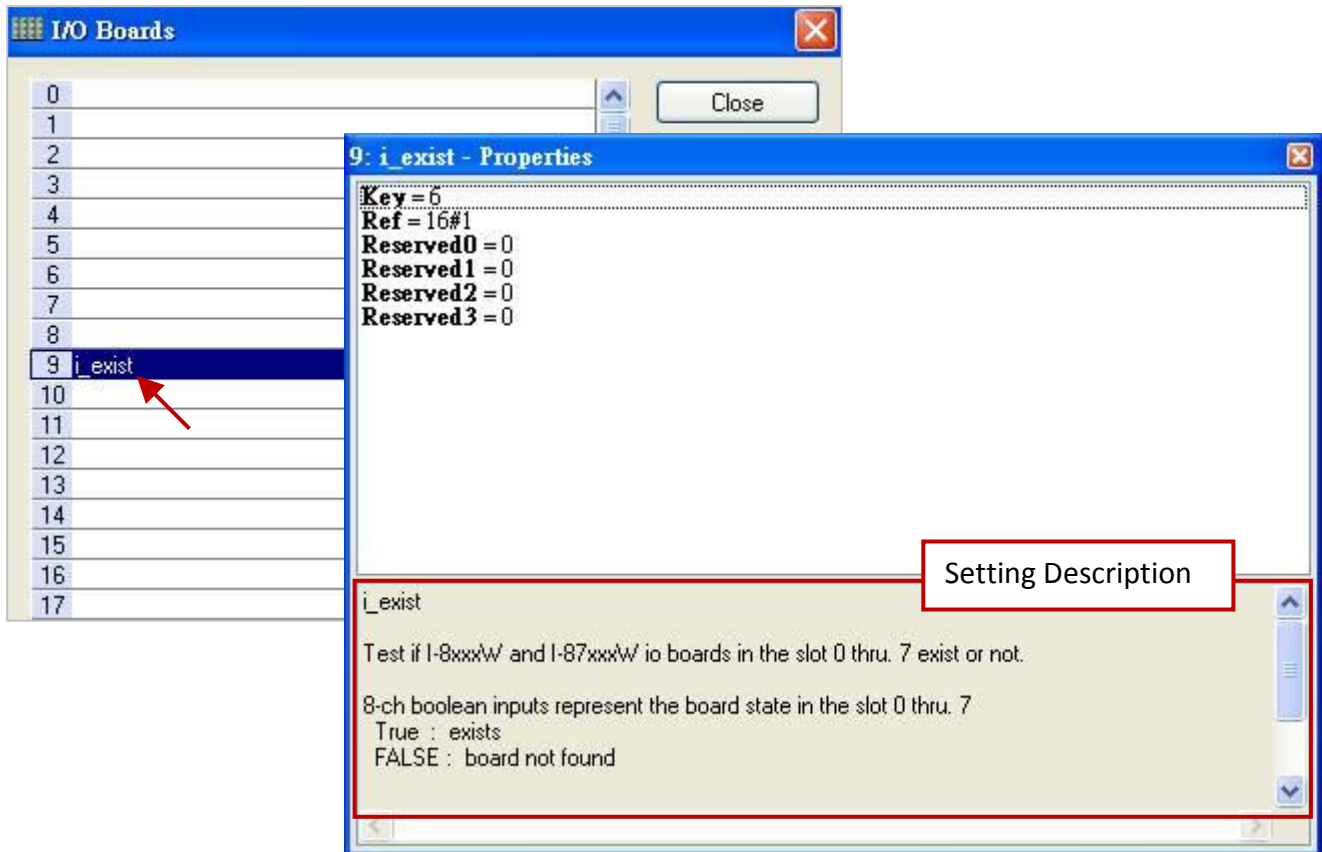 I/O Boards
Close
0
1
2
3
4
5
6
7
8
9 i_exist
10
11
12
13
14
15
16
17
9: i_exist - Properties
Key = 6
Ref = 16#1
Reserved0 = 0
Reserved1 = 0
Reserved2 = 0
Reserved3 = 0
Setting Description
i_exist
Test if I-8xxxW and I-87xxxW io boards in the slot 0 thru. 7 exist or not.
8-ch boolean inputs represent the board state in the slot 0 thru. 7
True : exists
FALSE : board not found